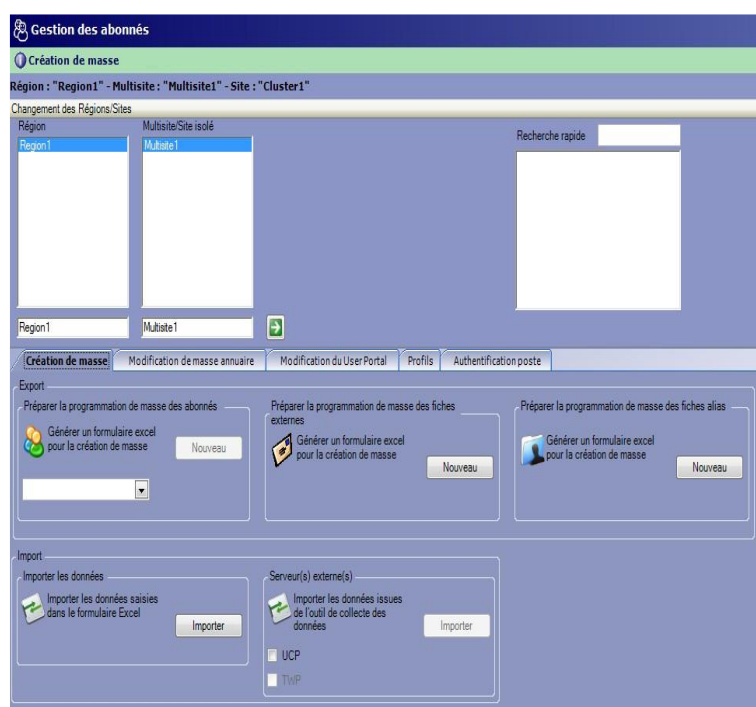 Gestion des abonnés
Création de masse
Région : "Region1" - Multisite : "Multisite1" - Site : "Cluster1"
Changement des Régions/Sites
Région
Multisite/Site isolé
Recherche rapide
Region1
Multisite1
Region1
Multisite1
Création de masse
Modification de masse annuaire
Modification du User Portal
Profils
Authentification poste
Export
Préparer la programmation de masse des abonnés
Générer un formulaire excel
pour la création de masse
Nouveau
Préparer la programmation de masse des fiches
externes
Générer un formulaire excel
pour la création de masse
Nouveau
Préparer la programmation de masse des fiches alias
Générer un formulaire excel
pour la création de masse
Nouveau
Import
Importer les données
Importer les données saisies
dans le formulaire Excel
Importer
Serveur(s) externe(s)
Importer les données issues
de l'outil de collecte des
données
Importer
UCP
TWP